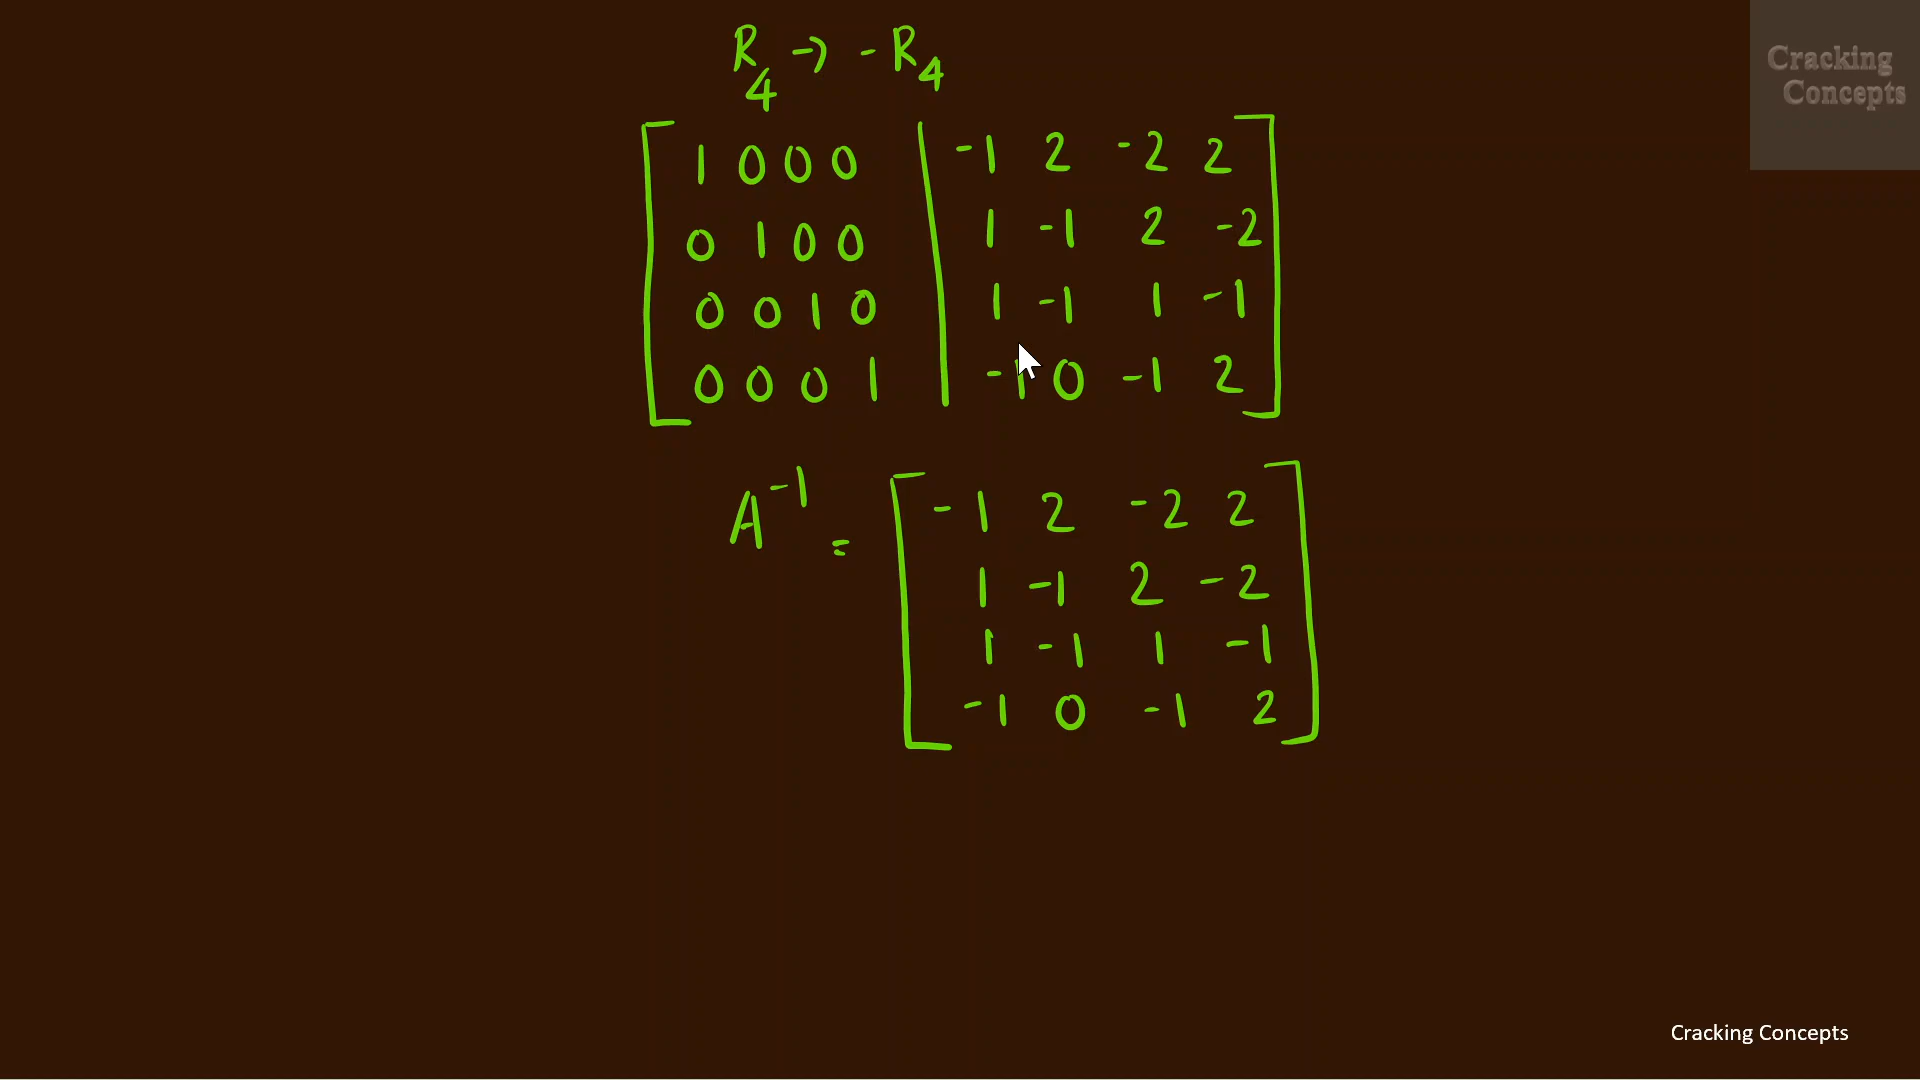 R4 → -R4
Cracking
Concepts
1 0 0 0 | -1 2 -2 2
0 1 0 0 | 1 -1 2 -2
0 0 1 0 | 1 -1 1 -1
0 0 0 1 | -1 0 -1 2
A^-1 = [ -1 2 -2 2
1 -1 2 -2
1 -1 1 -1
-1 0 -1 2 ]
Cracking Concepts